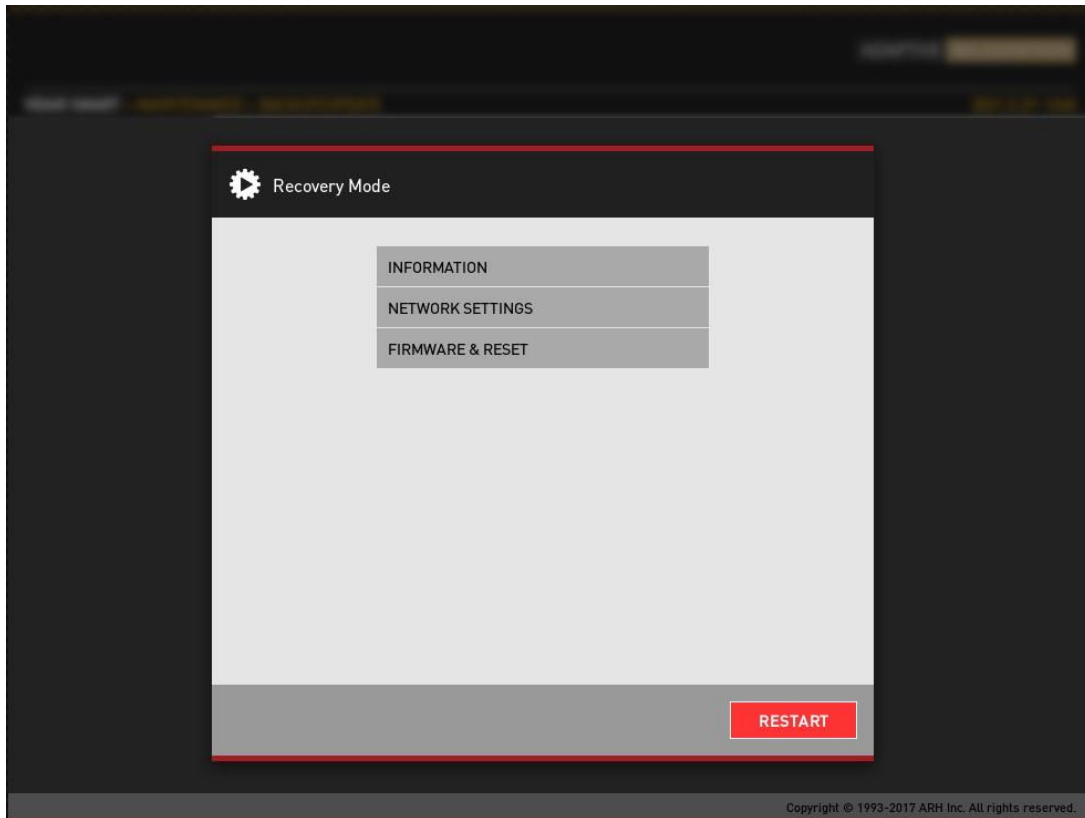 Recovery Mode
INFORMATION
NETWORK SETTINGS
FIRMWARE & RESET
RESTART
Copyright © 1993-2017 ARH Inc. All rights reserved.